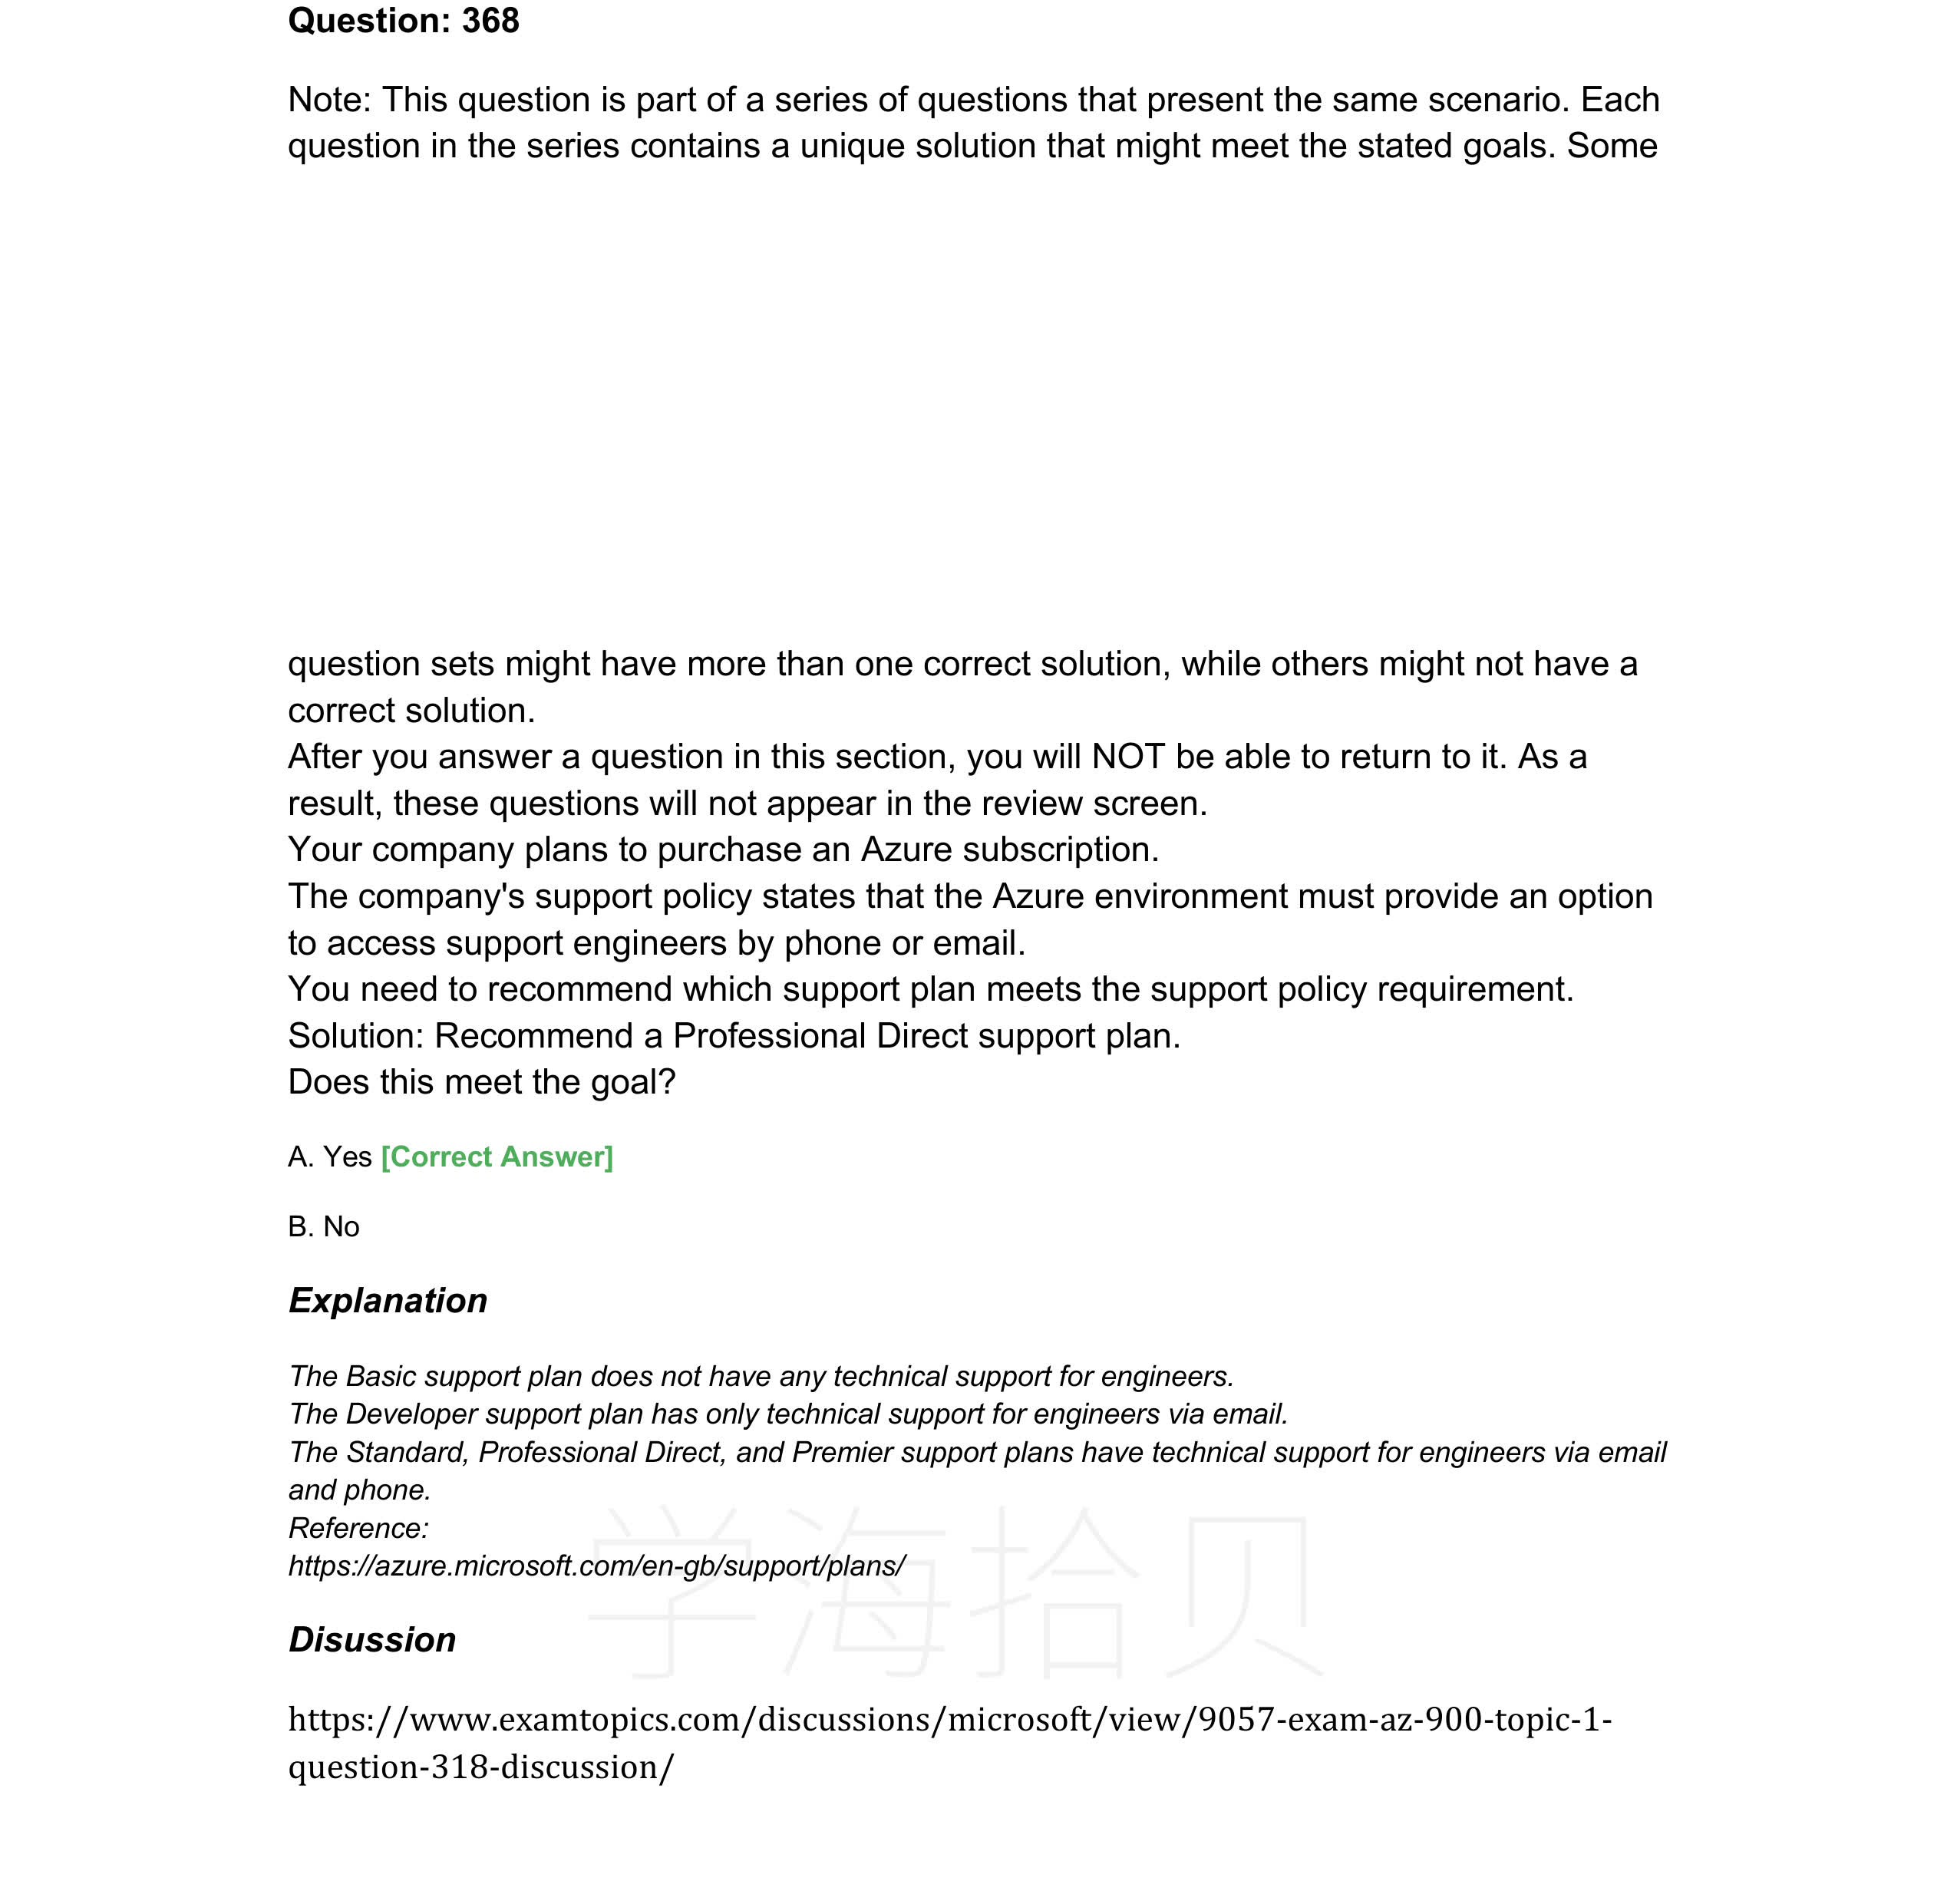 Question: 368
Note: This question is part of a series of questions that present the same scenario. Each
question in the series contains a unique solution that might meet the stated goals. Some
question sets might have more than one correct solution, while others might not have a
correct solution.
After you answer a question in this section, you will NOT be able to return to it. As a
result, these questions will not appear in the review screen.
Your company plans to purchase an Azure subscription.
The company's support policy states that the Azure environment must provide an option
to access support engineers by phone or email.
You need to recommend which support plan meets the support policy requirement.
Solution: Recommend a Professional Direct support plan.
Does this meet the goal?
A. Yes [Correct Answer]
B. No
Explanation
The Basic support plan does not have any technical support for engineers.
The Developer support plan has only technical support for engineers via email.
The Standard, Professional Direct, and Premier support plans have technical support for engineers via email
and phone.
Reference:
https://azure.microsoft.com/en-gb/support/plans/
学海拾贝
Disussion
https://www.examtopics.com/discussions/microsoft/view/9057-exam-az-900-topic-1-
question-318-discussion/